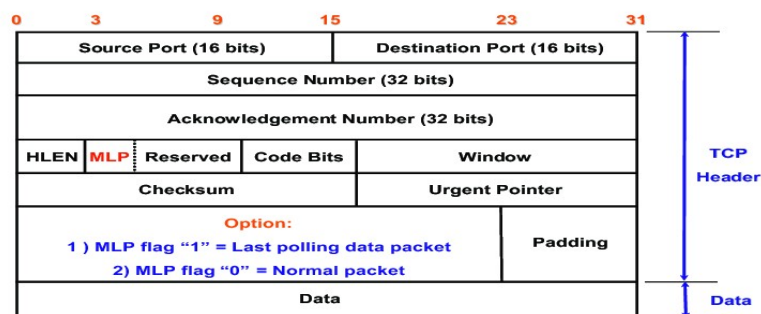 0 3 9 15 23 31
Source Port (16 bits) Destination Port (16 bits)
Sequence Number (32 bits)
Acknowledgement Number (32 bits)
HLEN MLP Reserved Code Bits Window
Checksum Urgent Pointer
Option:
1 ) MLP flag “1” = Last polling data packet
2) MLP flag “0” = Normal packet
Padding
Data
TCP
Header
Data